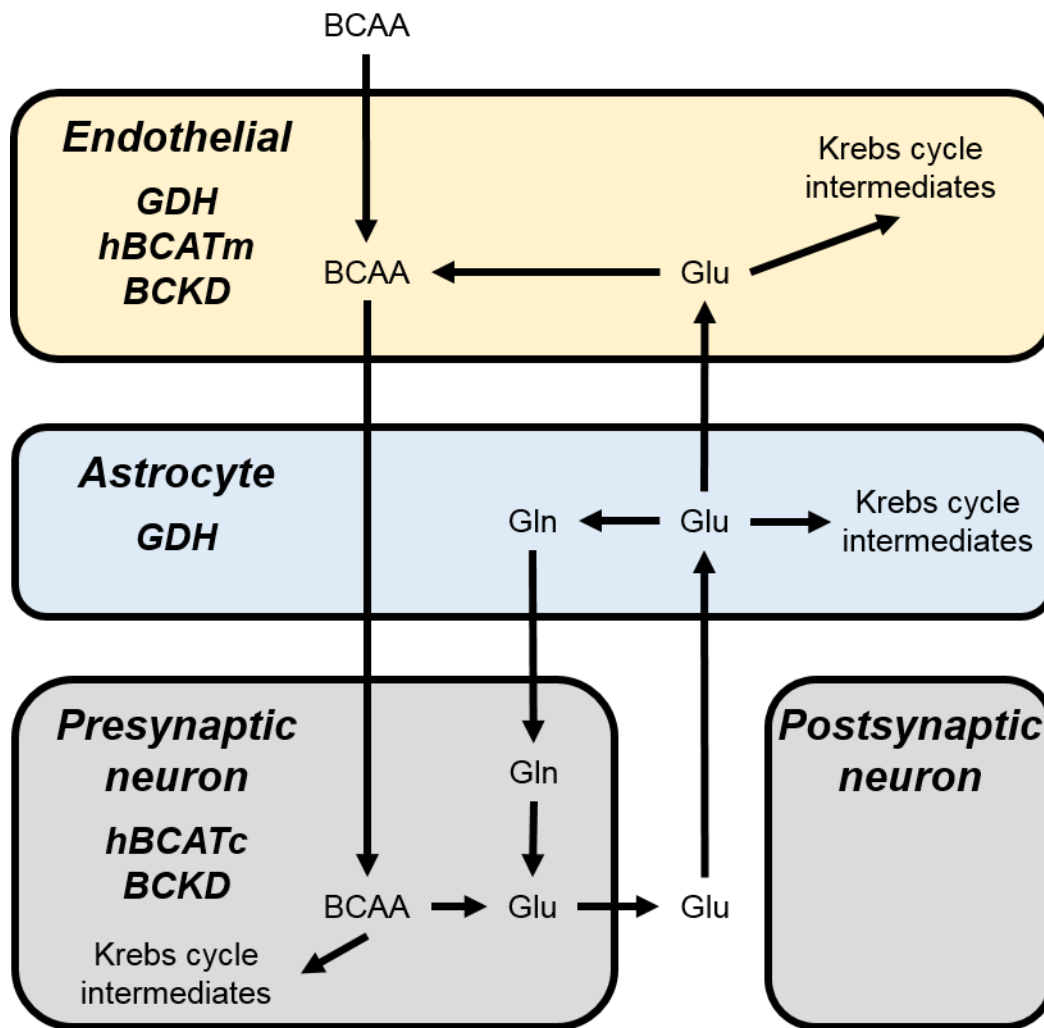 BCAA
Endothelial
GDH
hBCATm
BCKD
Krebs cycle
intermediates
BCAA
Glu
Astrocyte
GDH
Gln
Glu
Krebs cycle
intermediates
Presynaptic
neuron
hBCATc
BCKD
Gln
BCAA
Glu
Krebs cycle
intermediates
Glu
Postsynaptic
neuron